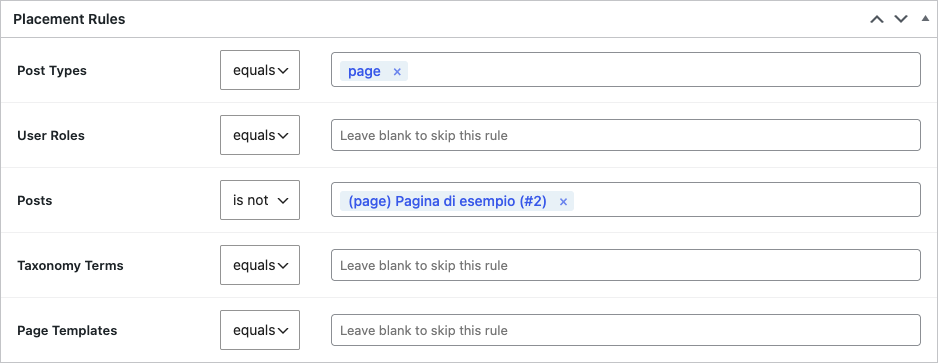 Placement Rules
Post Types equals page ×
User Roles equals Leave blank to skip this rule
Posts is not (page) Pagina di esempio (#2) ×
Taxonomy Terms equals Leave blank to skip this rule
Page Templates equals Leave blank to skip this rule